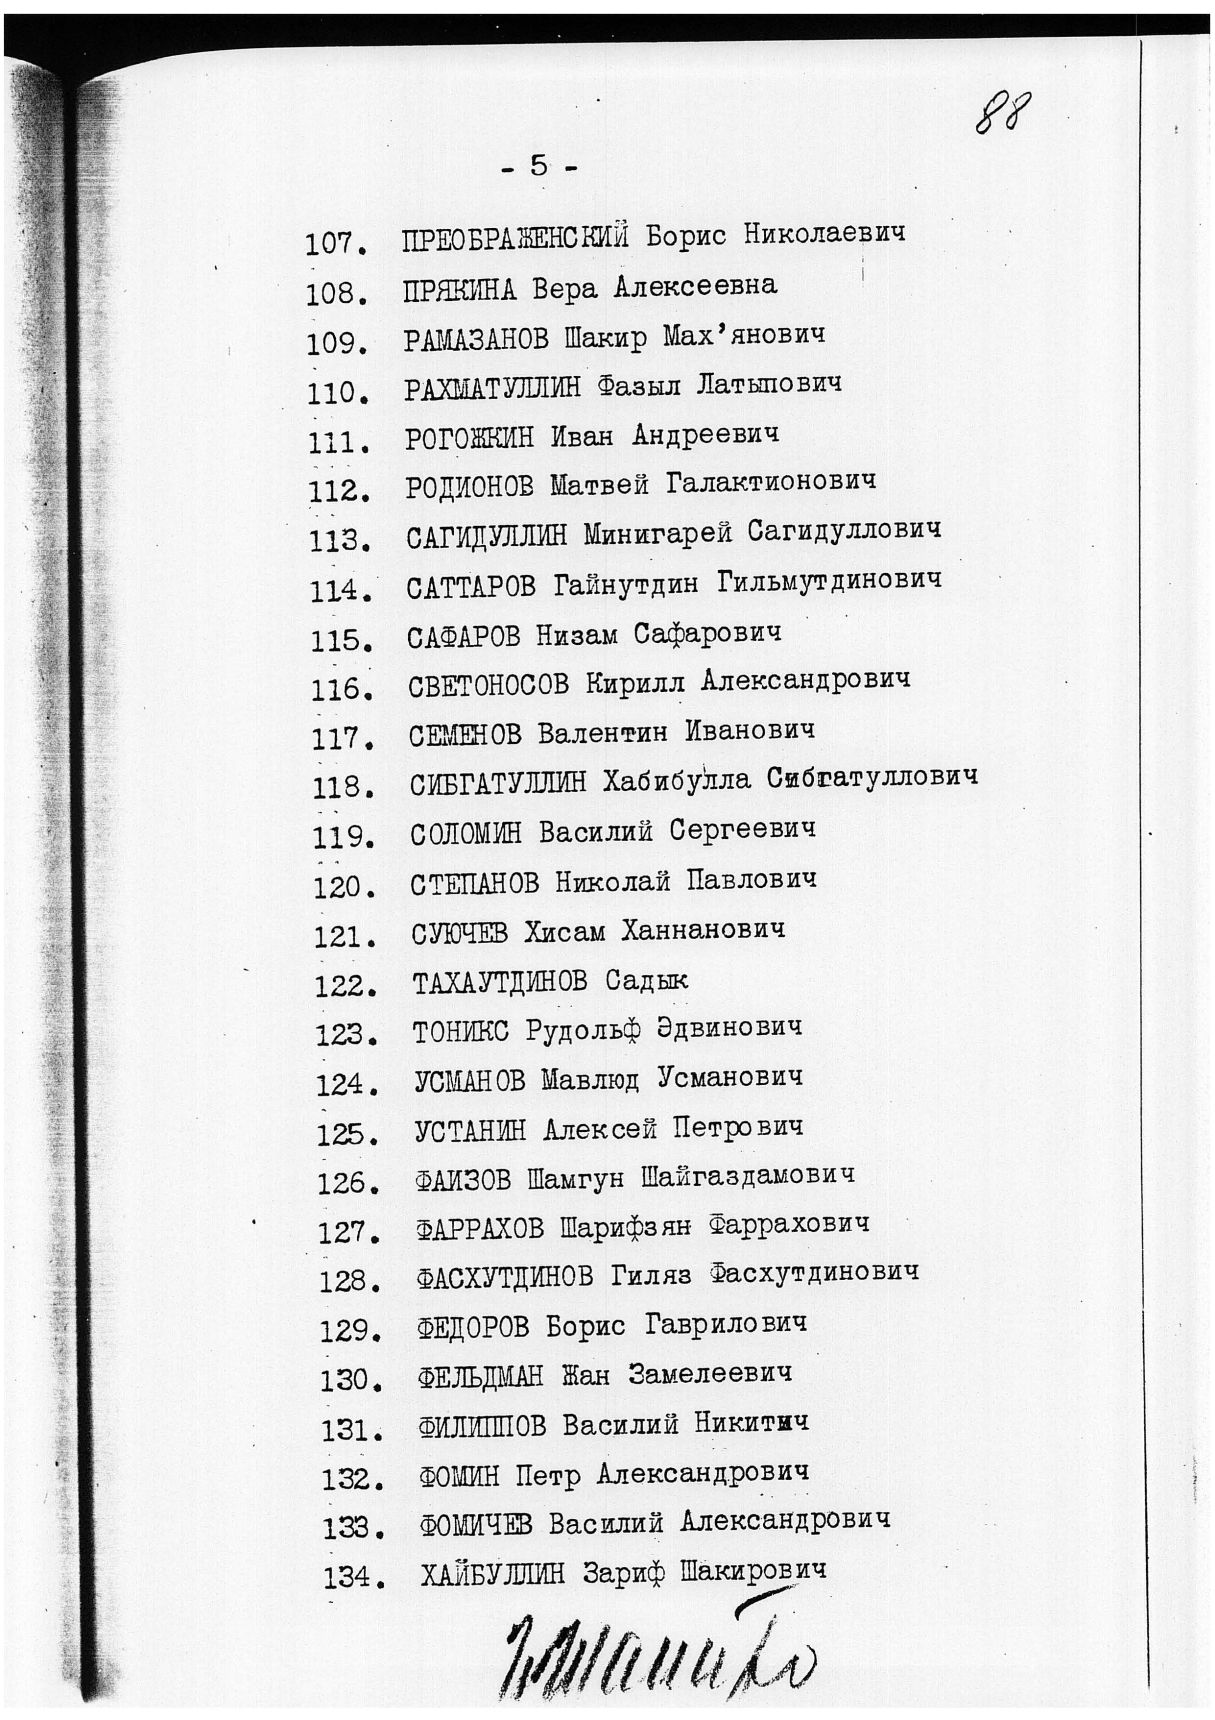 88
- 5 -
107. ПРЕОБРАЖЕНСКИЙ Борис Николаевич
108. ПРЯКИНА Вера Алексеевна
109. РАМАЗАНОВ Шакир Мах'янович
110. РАХМАТУЛЛИН Фазыл Латыпович
111. РОГОЖКИН Иван Андреевич
112. РОДИОНОВ Матвей Галактионович
113. САГИДУЛЛИН Минигарей Сагидуллович
114. САТТАРОВ Гайнутдин Гильмутдинович
115. САФАРОВ Низам Сафарович
116. СВЕТОНОСОВ Кирилл Александрович
117. СЕМЕНОВ Валентин Иванович
118. СИБГАТУЛЛИН Хабибулла Сибгатуллович
119. СОЛОМИН Василий Сергеевич
120. СТЕПАНОВ Николай Павлович
121. СУЮЧЕВ Хисам Ханнанович
122. ТАХАУТДИНОВ Садык
123. ТОНИКС Рудольф Эдвинович
124. УСМАНОВ Мавлюд Усманович
125. УСТАНИН Алексей Петрович
126. ФАИЗОВ Шамгун Шайгаздамович
127. ФАРРАХОВ Шарифзян Фаррахович
128. ФАСХУТДИНОВ Гиляз Фасхутдинович
129. ФЕДОРОВ Борис Гаврилович
130. ФЕЛЬДМАН Жан Замелеевич
131. ФИЛИППОВ Василий Никитич
132. ФОМИН Петр Александрович
133. ФОМИЧЕВ Василий Александрович
134. ХАЙБУЛЛИН Зариф Шакирович